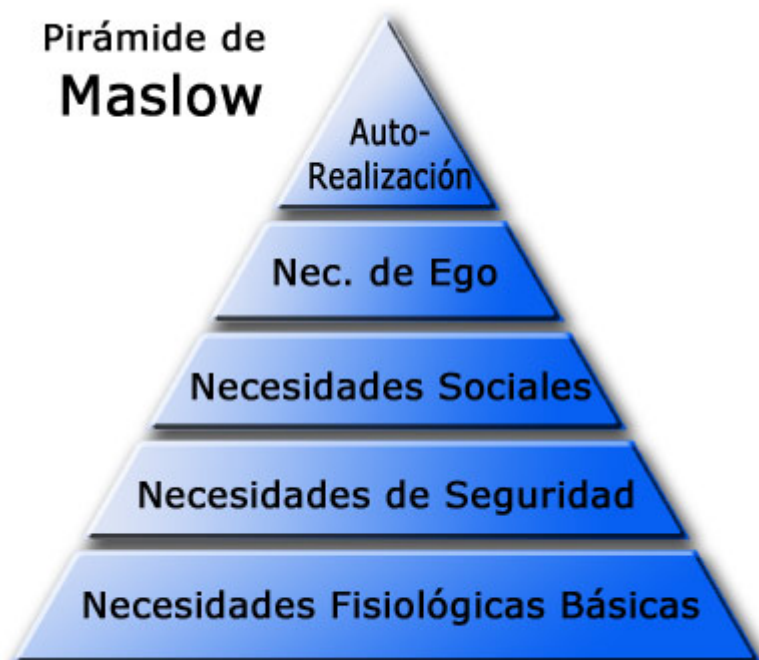 Pirámide de
Maslow
Auto-
Realización
Nec. de Ego
Necesidades Sociales
Necesidades de Seguridad
Necesidades Fisiológicas Básicas